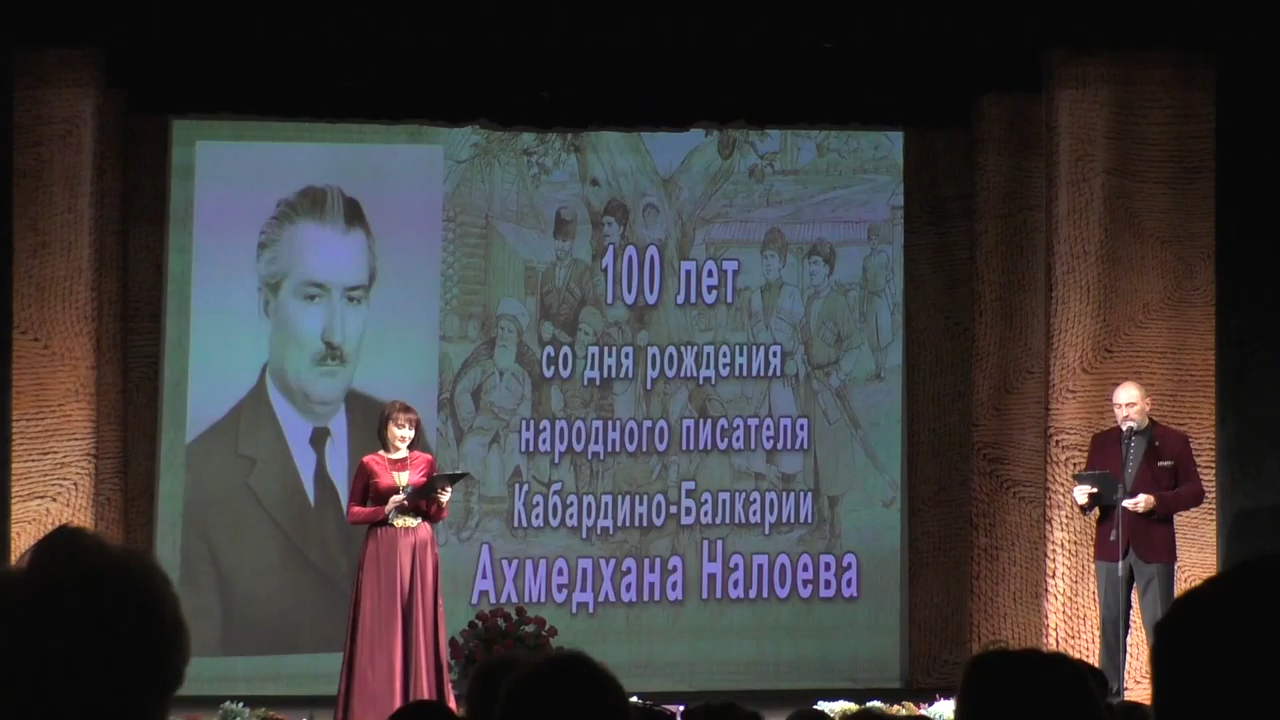 100 лет
со дня рождения
народного писателя
Кабардино-Балкарии
Ахмедхана Налоева